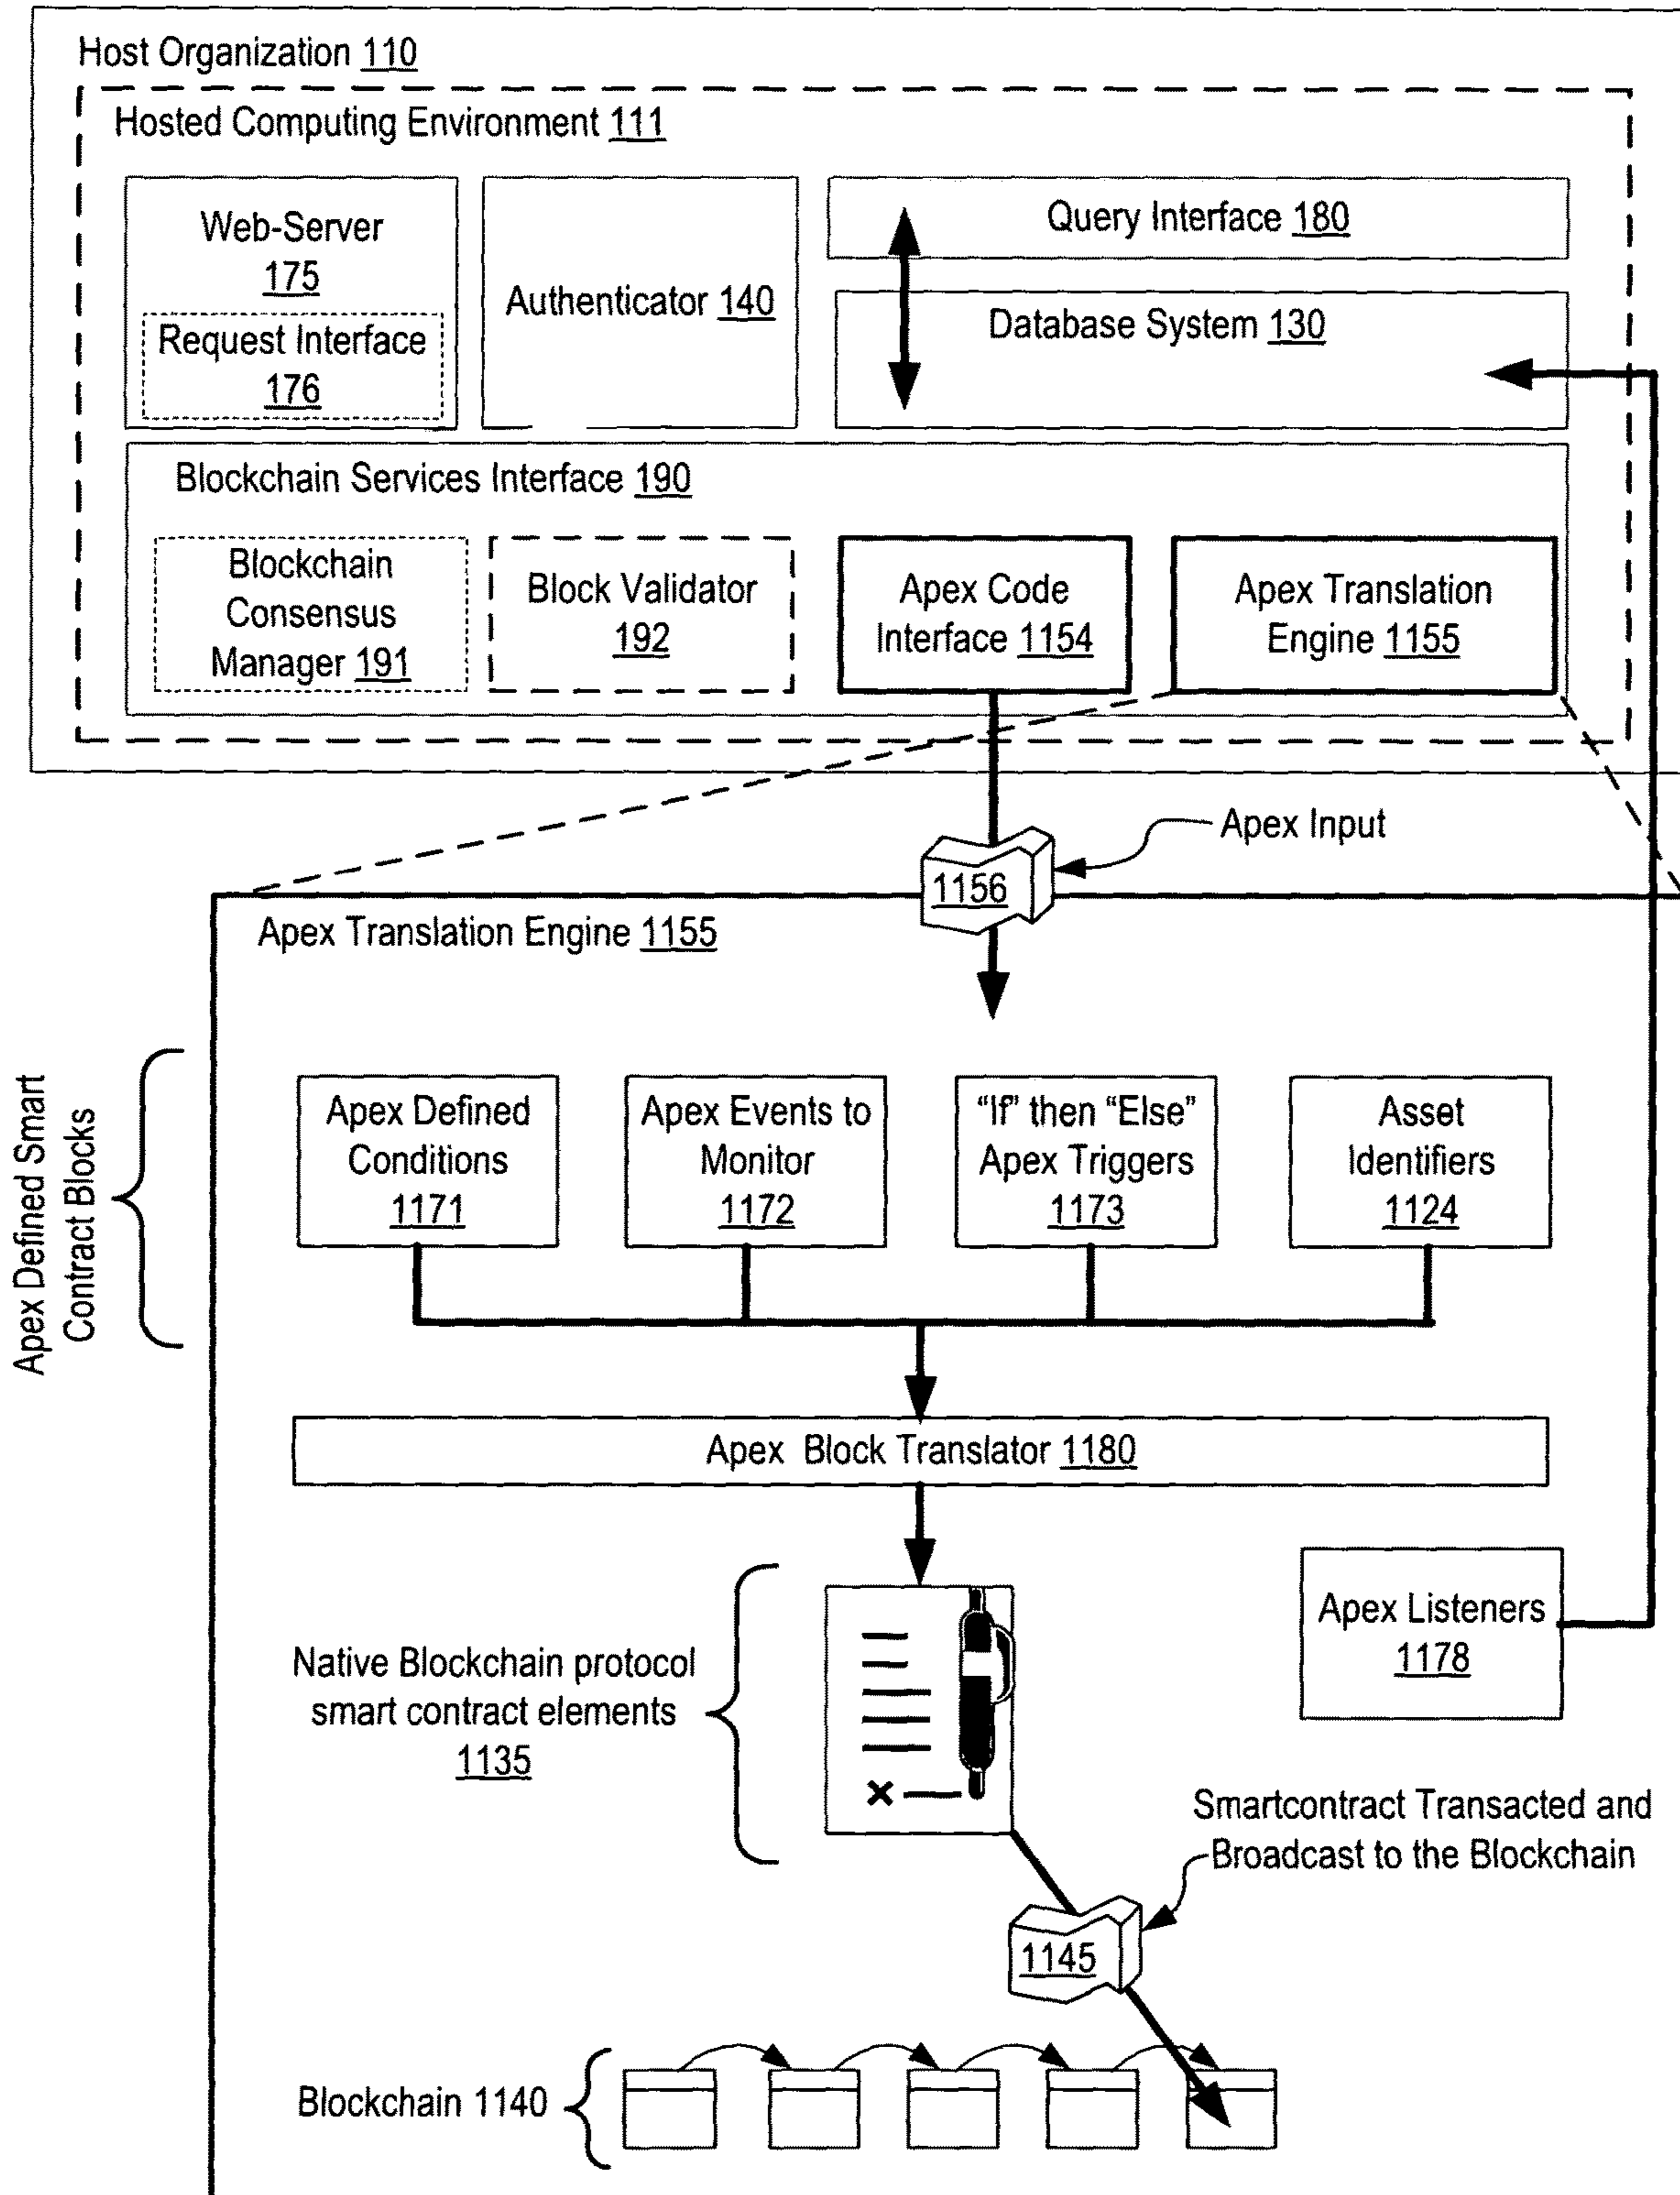 Host Organization 110
Hosted Computing Environment 111
Web-Server
175
Request Interface
176
Authenticator 140
Query Interface 180
Database System 130
Blockchain Services Interface 190
Blockchain
Consensus
Manager 191
Block Validator
192
Apex Code
Interface 1154
Apex Translation
Engine 1155
Apex Input
1156
Apex Translation Engine 1155
Apex Defined Smart
Contract Blocks
Apex Defined
Conditions
1171
Apex Events to
Monitor
1172
“If” then “Else”
Apex Triggers
1173
Asset
Identifiers
1124
Apex Block Translator 1180
Native Blockchain protocol
smart contract elements
1135
Apex Listeners
1178
Smartcontract Transacted and
Broadcast to the Blockchain
1145
Blockchain 1140